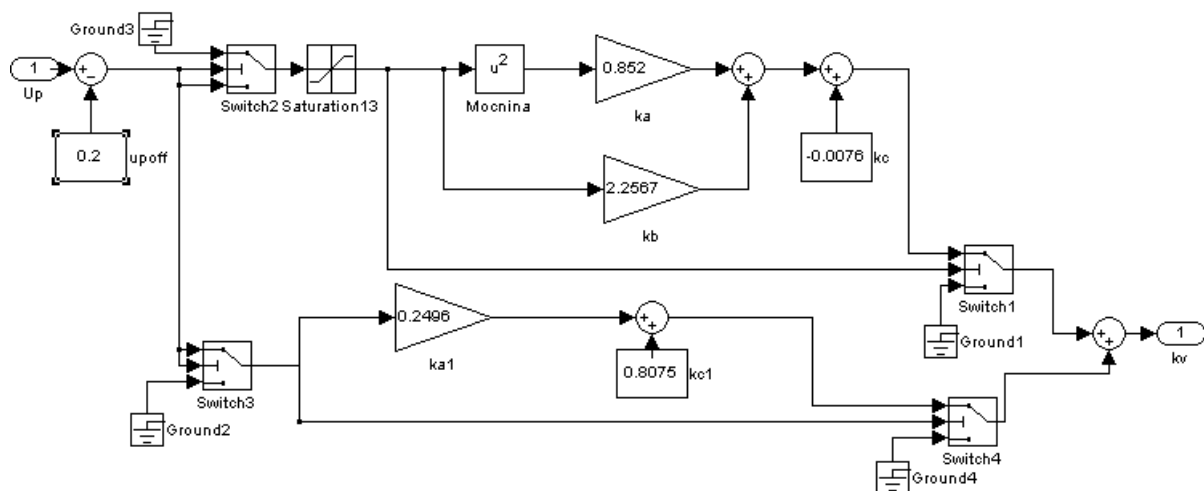 Ground3
1
Up
+
−
0.2
upoff
Switch2
Saturation13
u2
Mocnina
0.852
ka
+
+
+
+
-0.0076
kc
2.2567
kb
Switch1
Ground1
0.2496
ka1
+
+
0.8075
kc1
Switch3
Ground2
+
+
1
kv
Switch4
Ground4